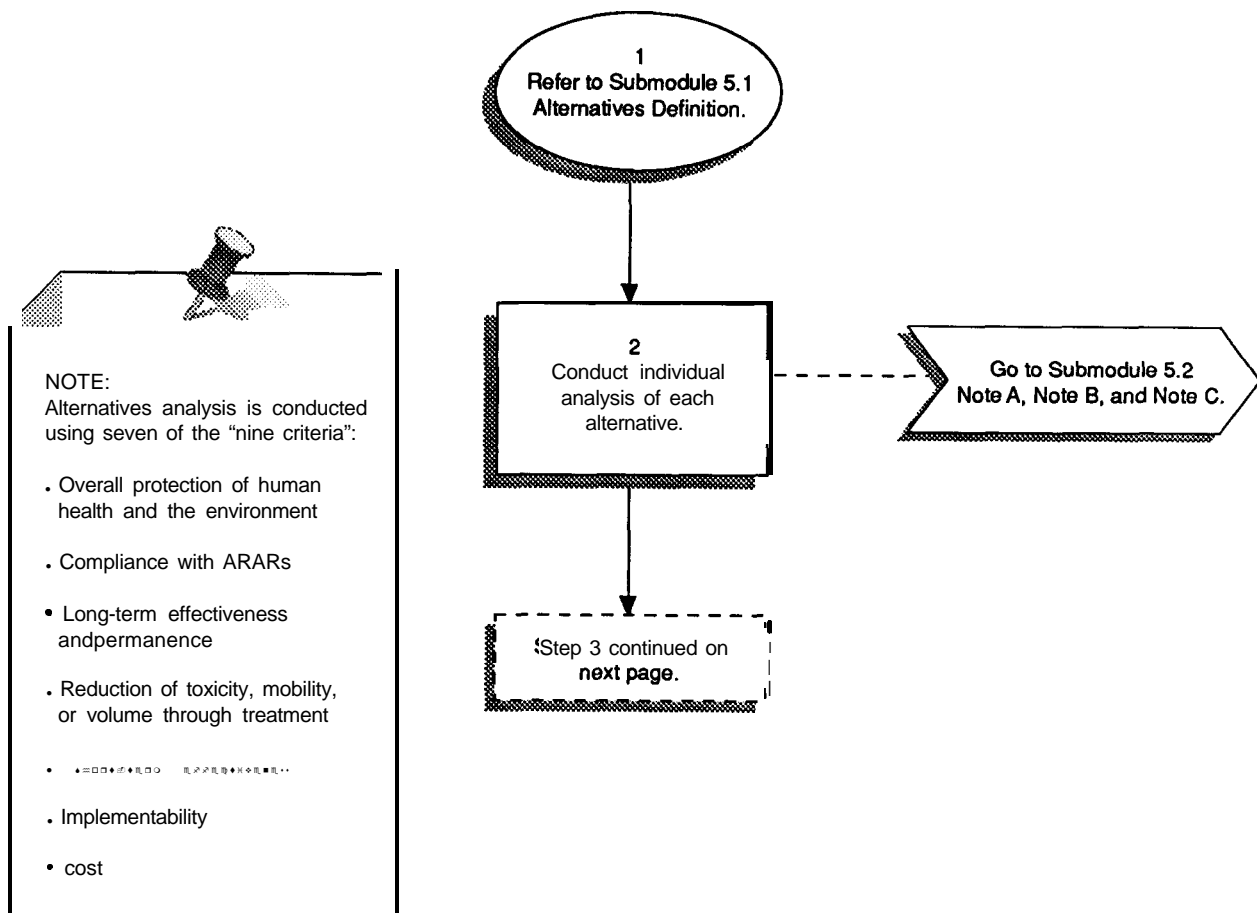 1
Refer to Submodule 5.1
Alternatives Definition.
2
Conduct individual
analysis of each
alternative.
Go to Submodule 5.2
Note A, Note B, and Note C.
Step 3 continued on
next page.
NOTE:
Alternatives analysis is conducted
using seven of the “nine criteria”:
• Overall protection of human
health and the environment
• Compliance with ARARs
• Long-term effectiveness
andpermanence
• Reduction of toxicity, mobility,
or volume through treatment
•
• Implementability
• cost